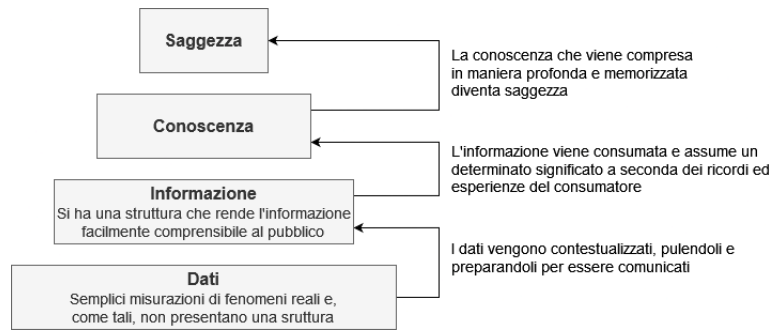 Saggezza
La conoscenza che viene compresa
in maniera profonda e memorizzata
diventa saggezza
Conoscenza
L'informazione viene consumata e assume un
determinato significato a seconda dei ricordi ed
esperienze del consumatore
Informazione
Si ha una struttura che rende l'informazione
facilmente comprensibile al pubblico
I dati vengono contestualizzati, pulendoli e
preparandoli per essere comunicati
Dati
Semplici misurazioni di fenomeni reali e,
come tali, non presentano una sruttura